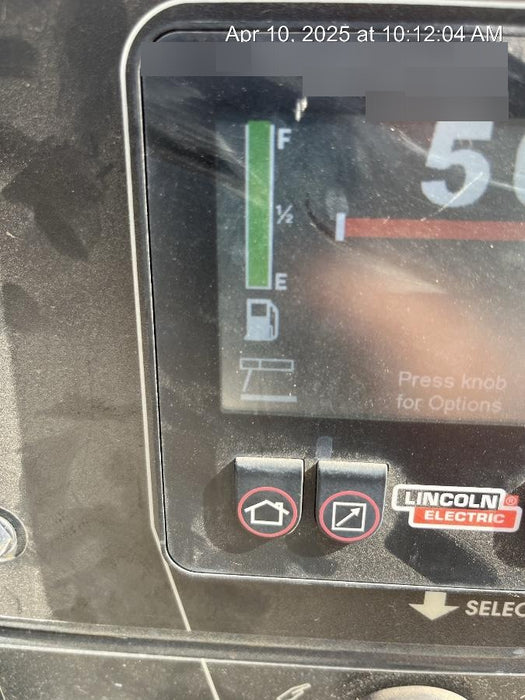 Apr 10, 2025 at 10:12:04 AM
F
½
E
Press knob
for Options
LINCOLN®
ELECTRIC